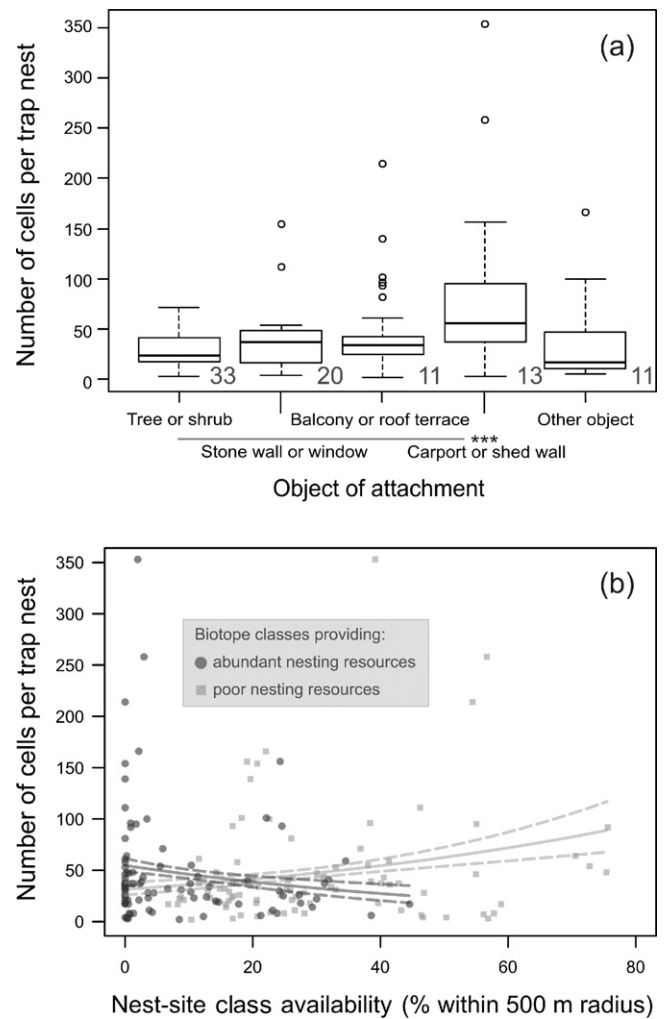 (a)
Number of cells per trap nest
350
300
250
200
150
100
50
0
33 20 11 13 11
Tree or shrub Balcony or roof terrace Other object
***
Stone wall or window Carport or shed wall
Object of attachment
(b)
Number of cells per trap nest
350
300
250
200
150
100
50
0
Biotope classes providing:
abundant nesting resources
poor nesting resources
0 20 40 60 80
Nest-site class availability (% within 500 m radius)